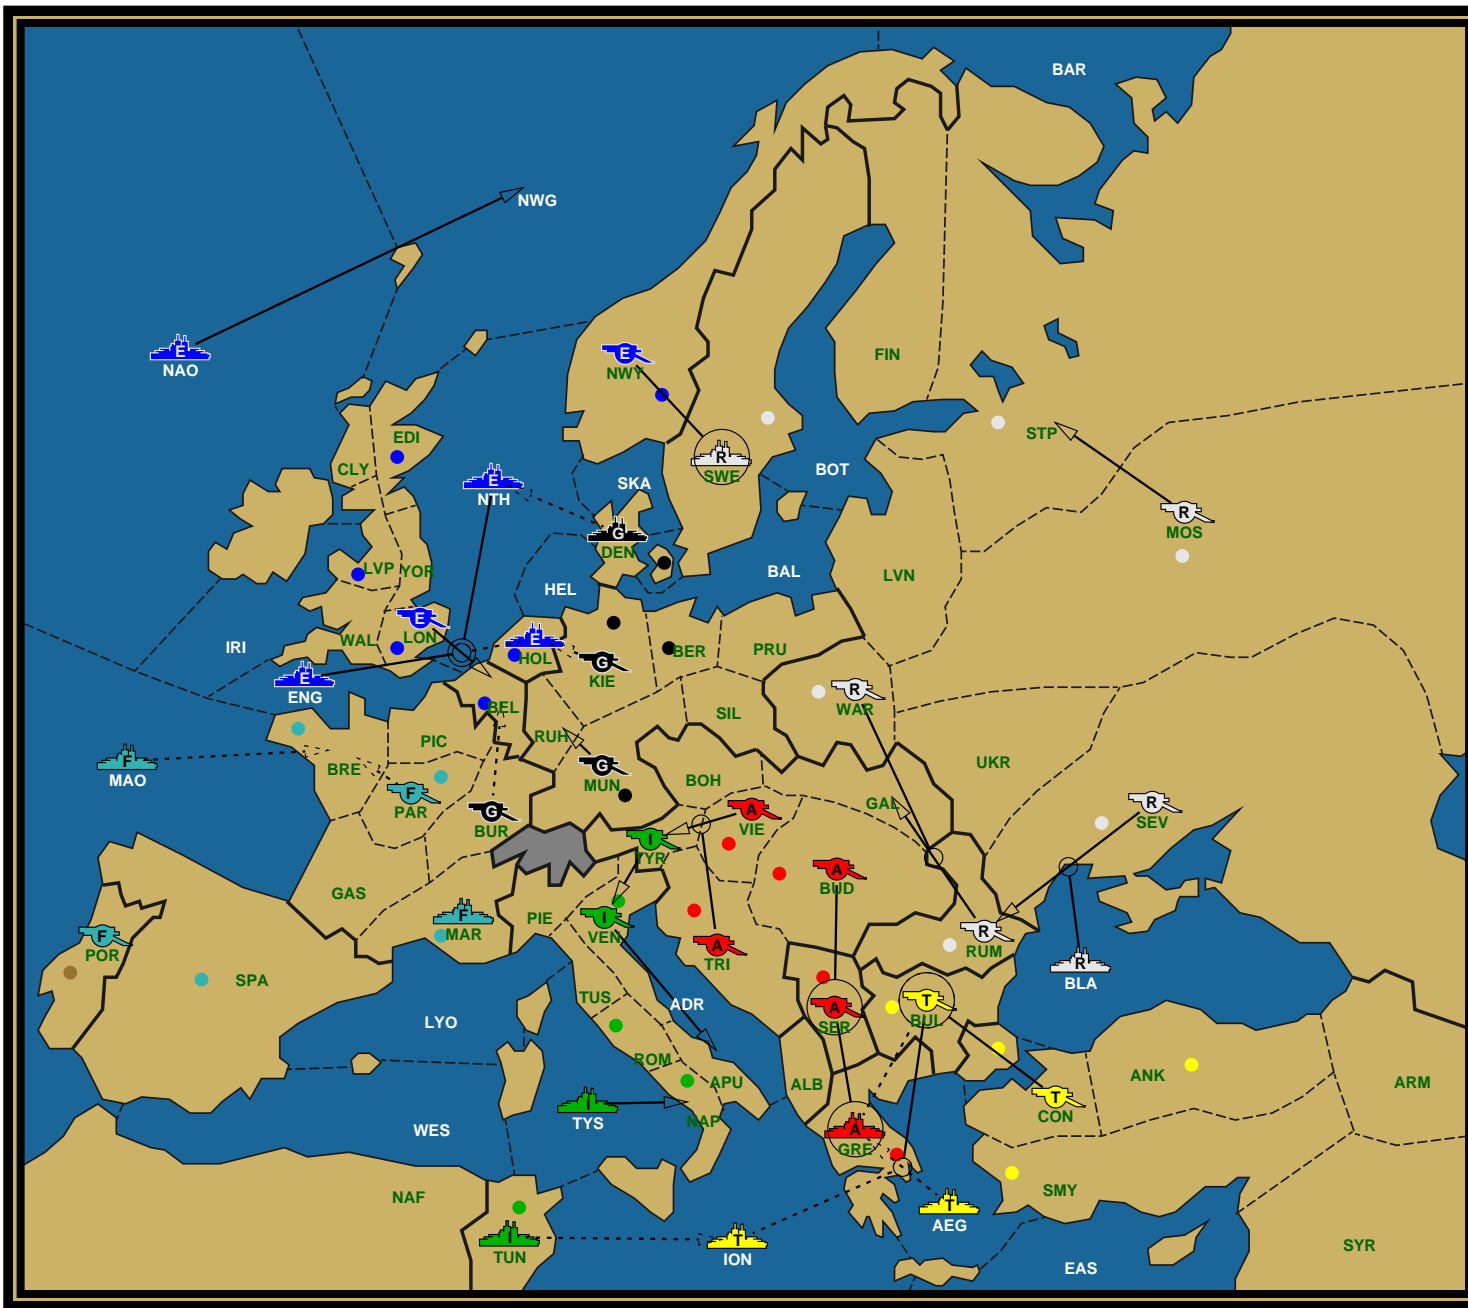 BAR
NWG
E
NAO
E
NWY
FIN
EDI
CLY
STP
R
SWE
SKA
BOT
E
NTH
R
MOS
G
DEN
LVP
YOR
HEL
BAL
LVN
E
LON
WAL
IRI
E
HOL
G
KIE
BER
PRU
E
ENG
BEL
R
WAR
SIL
PIC
RUH
F
MAO
BRE
G
MUN
BOH
UKR
F
PAR
G
BUR
A
VIE
GAL
R
SEV
I
TYR
A
BUD
GAS
F
MAR
PIE
I
VEN
F
POR
A
TRI
R
RUM
SPA
R
BLA
TUS
ADR
A
SER
T
BUL
LYO
ROM
APU
ALB
ANK
ARM
T
CON
I
TYS
NAP
WES
A
GRE
NAF
SMY
T
AEG
I
TUN
T
ION
EAS
SYR